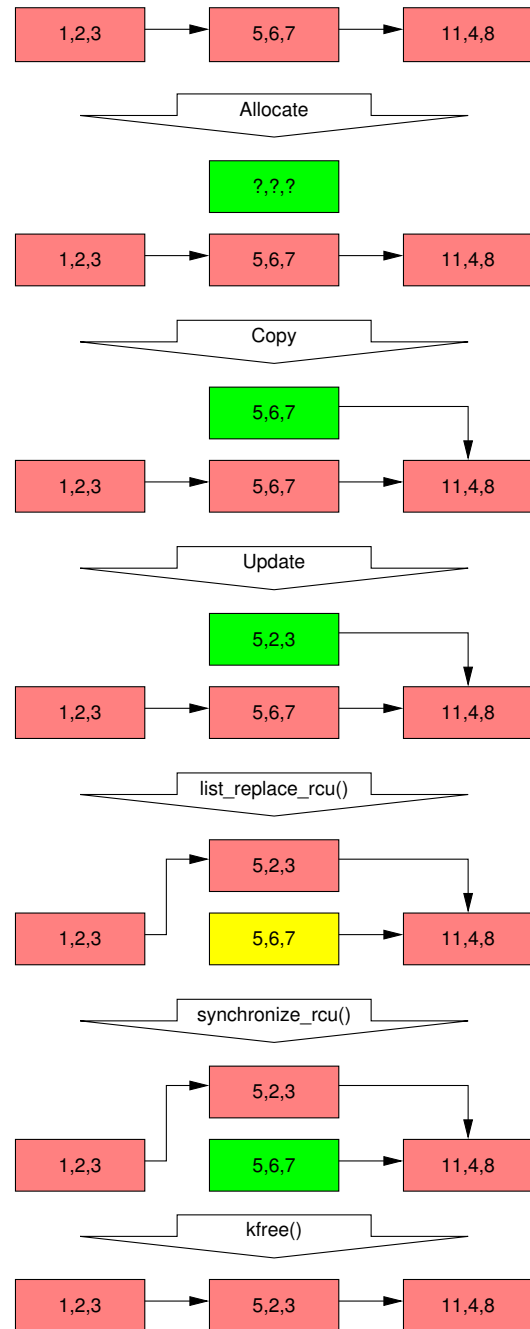 1,2,3 5,6,7 11,4,8
Allocate
?,?,?
1,2,3 5,6,7 11,4,8
Copy
5,6,7
1,2,3 5,6,7 11,4,8
Update
5,2,3
1,2,3 5,6,7 11,4,8
list_replace_rcu()
5,2,3
1,2,3 5,6,7 11,4,8
synchronize_rcu()
5,2,3
1,2,3 5,6,7 11,4,8
kfree()
1,2,3 5,2,3 11,4,8